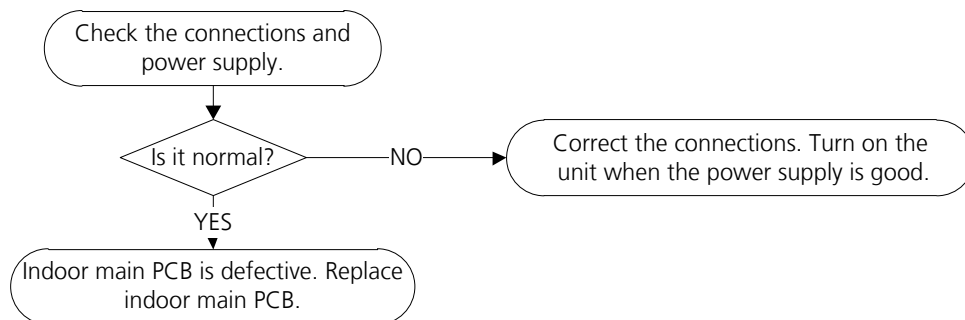 Check the connections and
power supply.
Is it normal?
NO
Correct the connections. Turn on the
unit when the power supply is good.
YES
Indoor main PCB is defective. Replace
indoor main PCB.